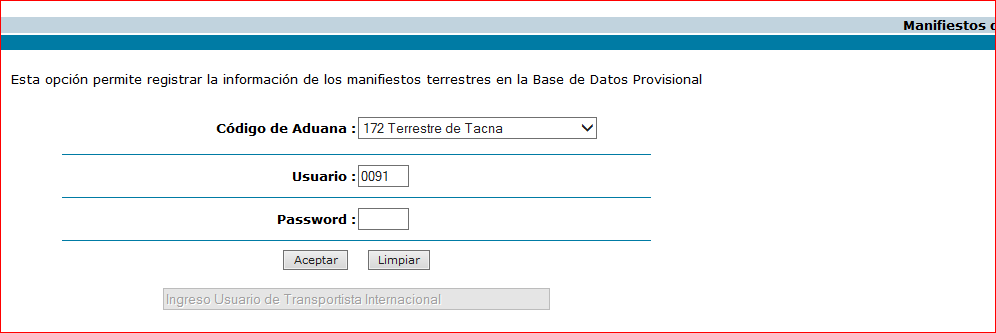 Manifiestos
Esta opción permite registrar la información de los manifiestos terrestres en la Base de Datos Provisional
Código de Aduana : 172 Terrestre de Tacna
Usuario : 0091
Password :
Aceptar Limpiar
Ingreso Usuario de Transportista Internacional